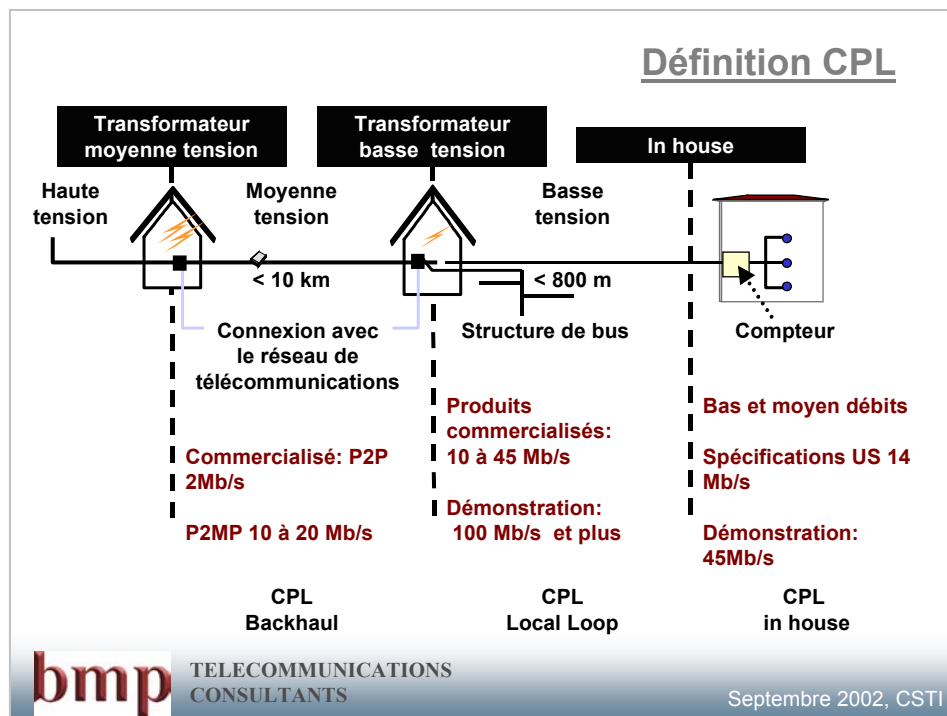 Définition CPL
Transformateur
moyenne tension
Transformateur
basse tension
In house
Haute
tension
Moyenne
tension
Basse
tension
< 10 km
< 800 m
Connexion avec
le réseau de
télécommunications
Structure de bus
Compteur
Commercialisé: P2P
2Mb/s
P2MP 10 à 20 Mb/s
Produits
commercialisés:
10 à 45 Mb/s
Démonstration:
100 Mb/s et plus
Bas et moyen débits
Spécifications US 14
Mb/s
Démonstration:
45Mb/s
CPL
Backhaul
CPL
Local Loop
CPL
in house
bmp
TELECOMMUNICATIONS
CONSULTANTS
Septembre 2002, CSTI